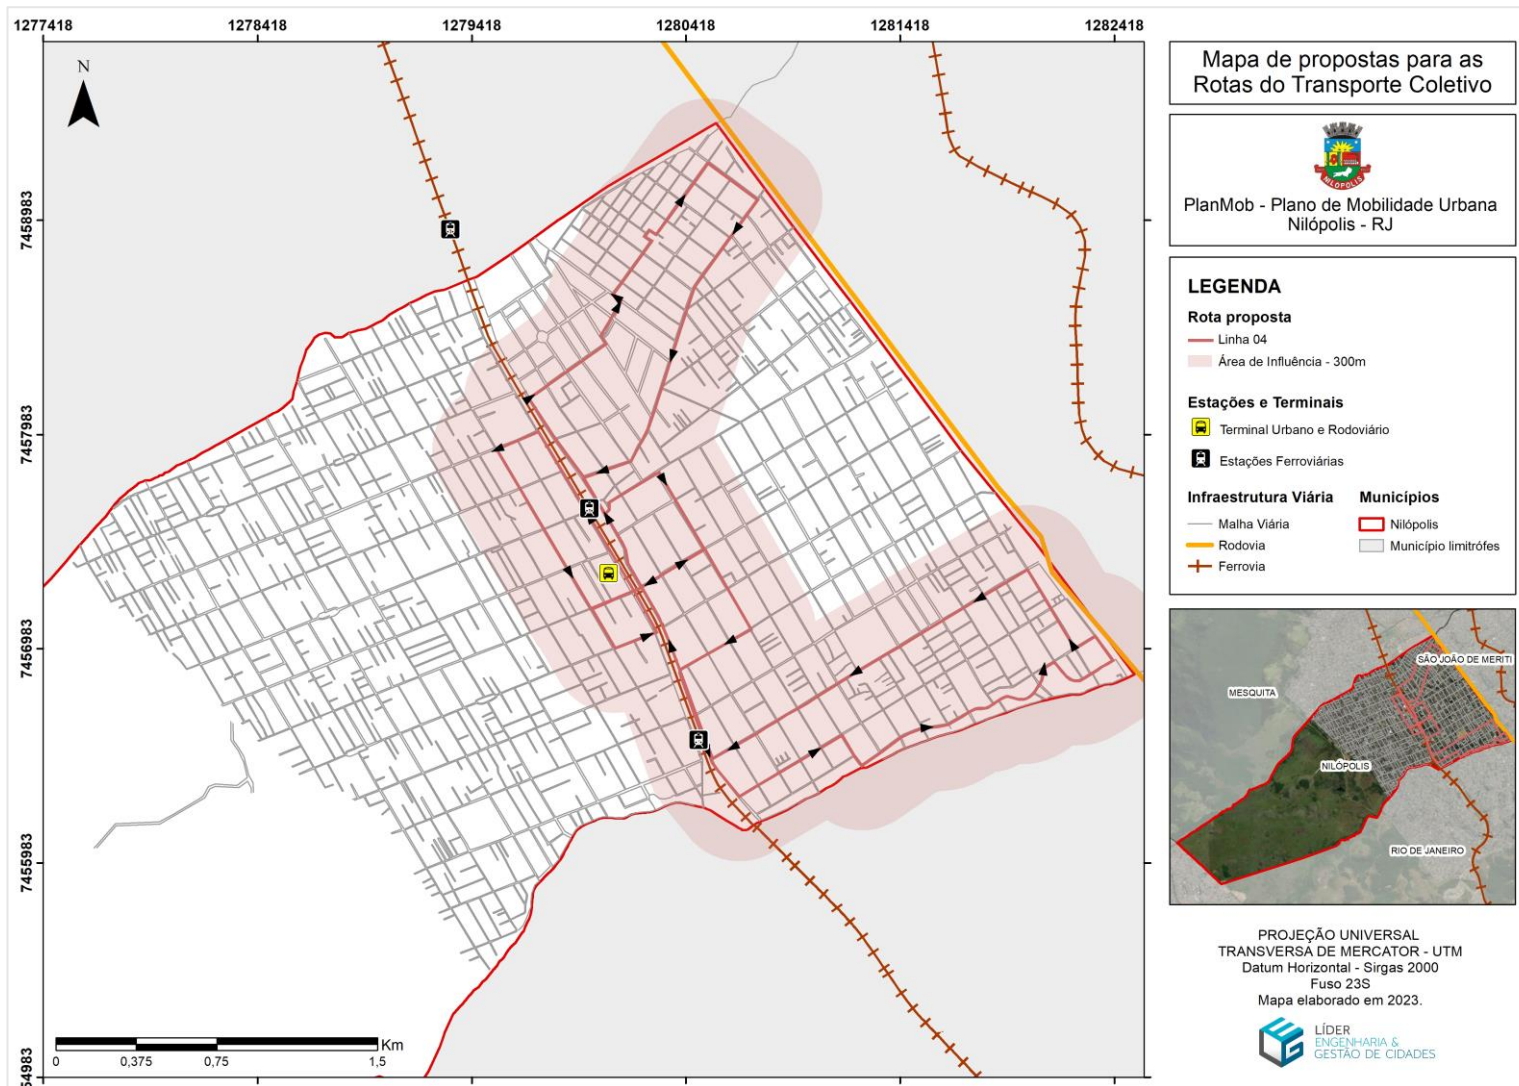 1277418
1278418
1279418
1280418
1281418
1282418
N
7458983
7457983
7456983
7455983
64983
Km
0
0,375
0,75
1,5
Mapa de propostas para as
Rotas do Transporte Coletivo
NILÓPOLIS
PlanMob - Plano de Mobilidade Urbana
Nilópolis - RJ
LEGENDA
Rota proposta
Linha 04
Área de Influência - 300m
Estações e Terminais
Terminal Urbano e Rodoviário
Estações Ferroviárias
Infraestrutura Viária
Municípios
Malha Viária
Nilópolis
Rodovia
Município limitrófes
Ferrovia
SÃO JOÃO DE MERITI
MESQUITA
NILÓPOLIS
RIO DE JANEIRO
PROJEÇÃO UNIVERSAL
TRANSVERSA DE MERCATOR - UTM
Datum Horizontal - Sirgas 2000
Fuso 23S
Mapa elaborado em 2023.
LÍDER
ENGENHARIA &
GESTÃO DE CIDADES